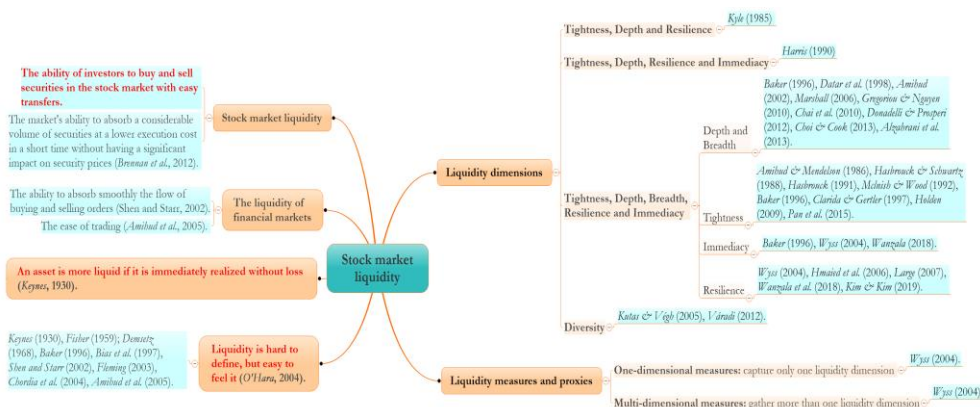 The ability of investors to buy and sell
securities in the stock market with easy
transfers.
The market's ability to absorb a considerable
volume of securities at a lower execution cost
in a short time without having a significant
impact on security prices (Brennan et al., 2012).
Stock market liquidity
The ability to absorb smoothly the flow of
buying and selling orders (Shen and Starr, 2002).
The ease of trading (Amihud et al., 2005).
The liquidity of
financial markets
An asset is more liquid if it is immediately realized without loss
(Keynes, 1930).
Keynes (1930), Fisher (1959); Demsetz
(1968), Baker (1996), Bias et al. (1997),
Shen and Starr (2002), Fleming (2003),
Chordia et al. (2004), Amihud et al. (2005).
Liquidity is hard to
define, but easy to
feel it (O'Hara, 2004).
Stock market
liquidity
Liquidity dimensions
Tightness, Depth and Resilience
Kyle (1985)
Tightness, Depth, Resilience and Immediacy
Harris (1990)
Tightness, Depth, Breadth,
Resilience and Immediacy
Depth and
Breadth
Baker (1996), Datar et al. (1998), Amihud
(2002), Marshall (2006), Gregoriou & Nguyen
(2010), Chai et al. (2010), Donadelli & Prosperi
(2012), Choi & Cook (2013), Alzahrani et al.
(2013).
Tightness
Amihud & Mendelson (1986), Hasbrouck & Schwartz
(1988), Hasbrouck (1991), McInish & Wood (1992),
Baker (1996), Clarida & Gertler (1997), Holden
(2009), Pan et al. (2015).
Immediacy
Baker (1996), Wyss (2004), Wanzala (2018).
Resilience
Wyss (2004), Hmaied et al. (2006), Large (2007),
Wanzala et al. (2018), Kim & Kim (2019).
Diversity
Kutas & Végh (2005), Váradi (2012).
Liquidity measures and proxies
One-dimensional measures: capture only one liquidity dimension
Wyss (2004).
Multi-dimensional measures: gather more than one liquidity dimension
Wyss (2004)